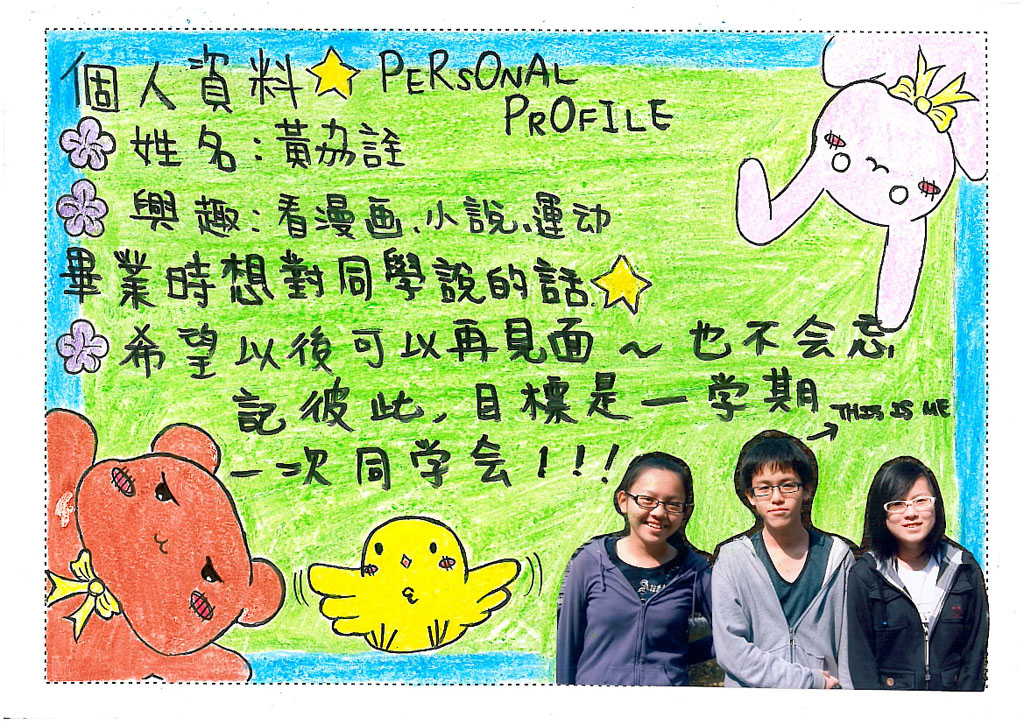 個人資料 PERSONAL
PROFILE
姓名:黃劦詮
興趣:看漫画、小說、運动
畢業時想對同學說的話
希望以後可以再見面~也不会忘
記彼此,目標是一学期
THIS IS ME
一次同学会!!!